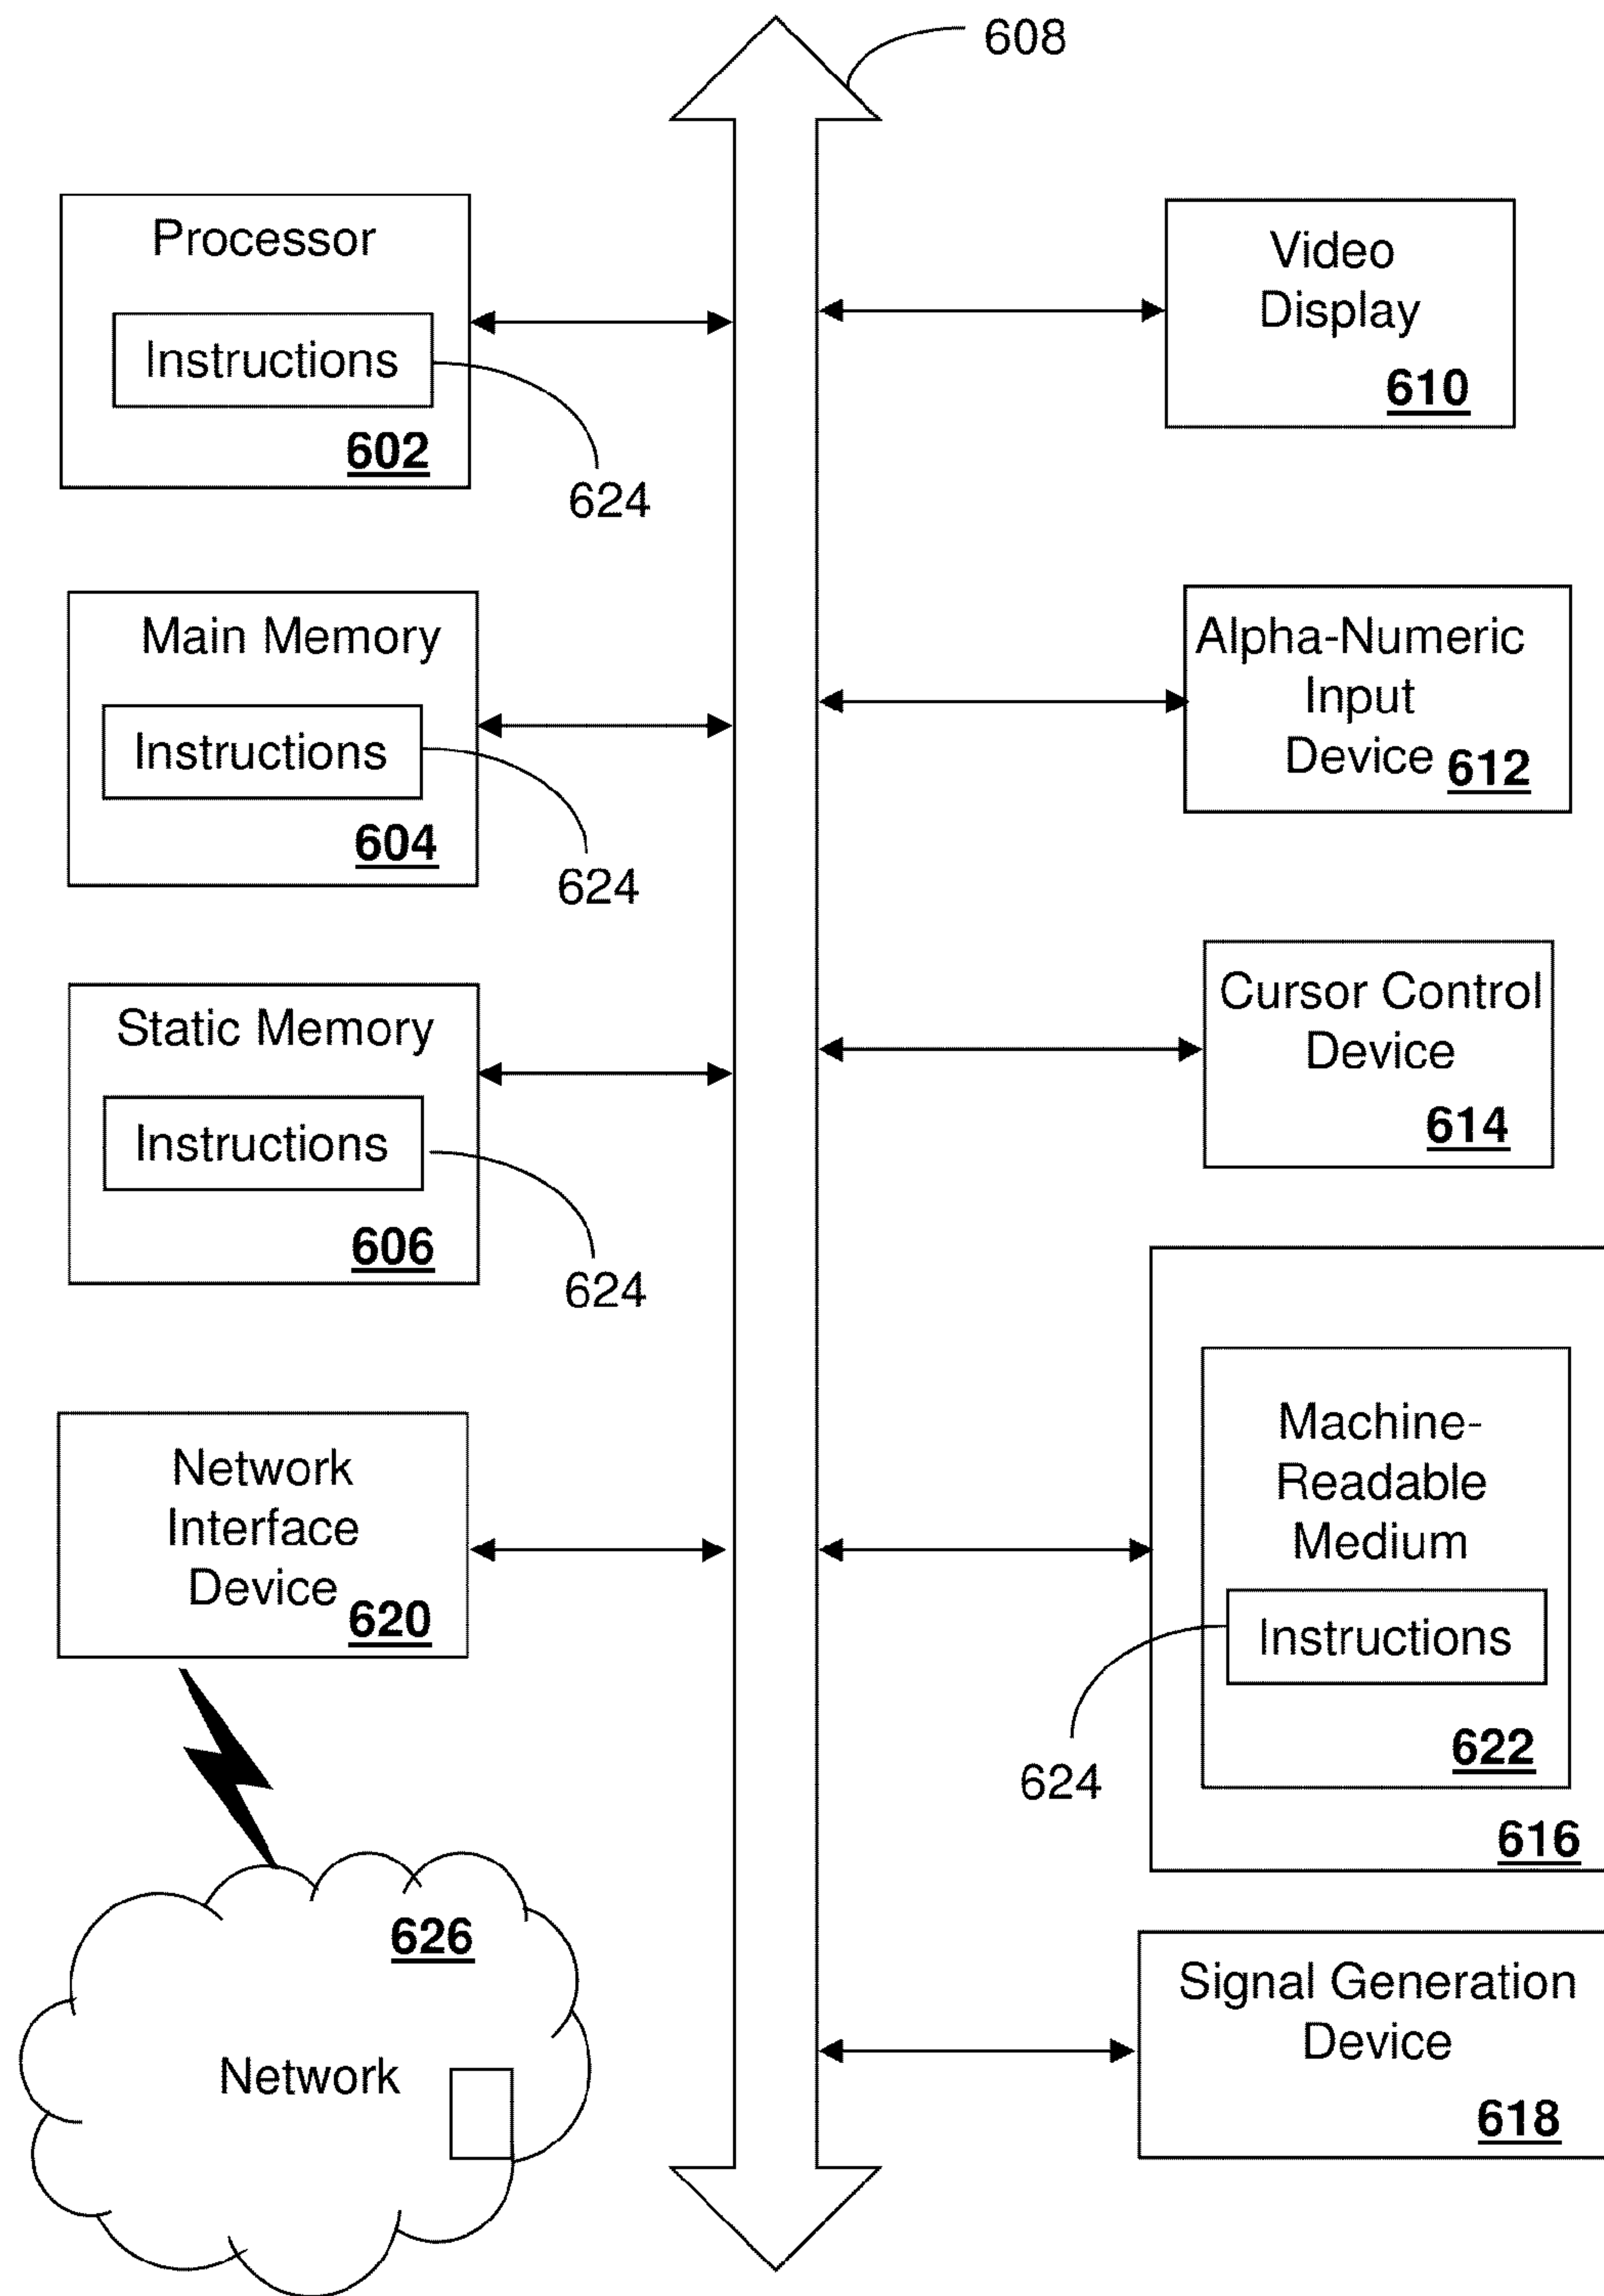 608
Processor
Instructions
602
624
Main Memory
Instructions
604
624
Static Memory
Instructions
606
624
Network
Interface
Device
620
626
Network
Video
Display
610
Alpha-Numeric
Input
Device
612
Cursor Control
Device
614
Machine-
Readable
Medium
Instructions
622
624
616
Signal Generation
Device
618